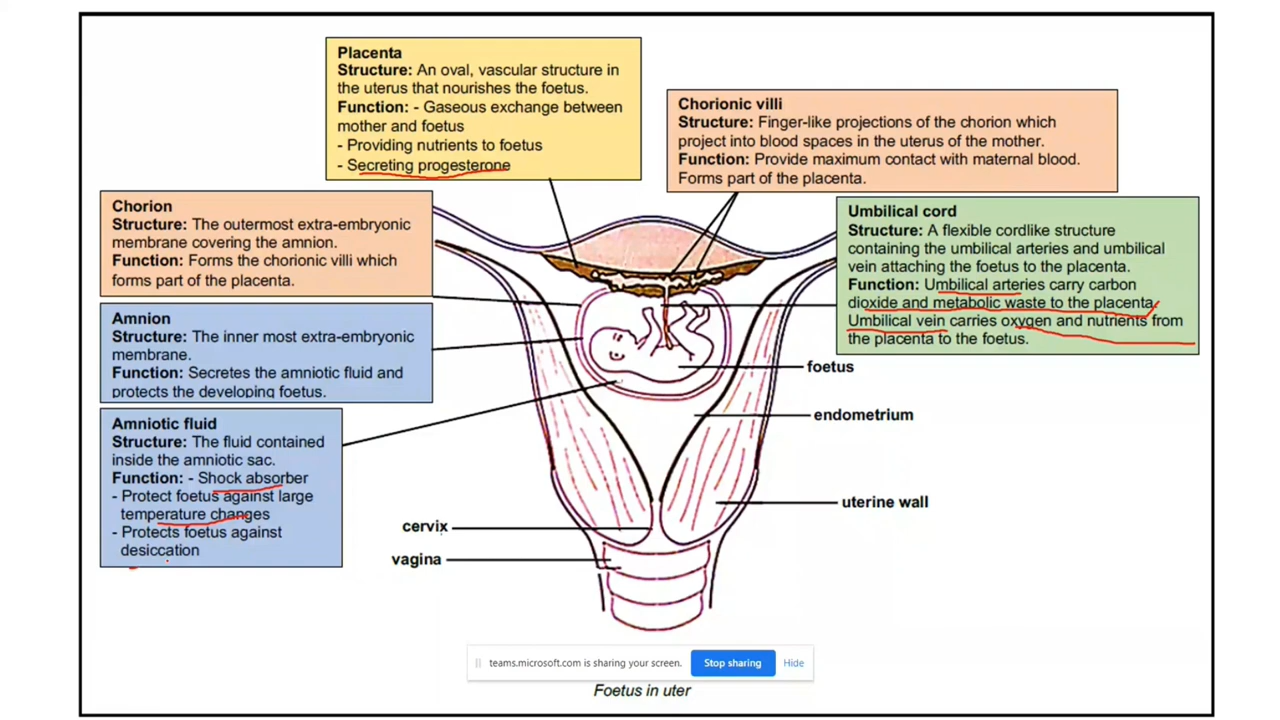 Placenta
Structure: An oval, vascular structure in
the uterus that nourishes the foetus.
Function: - Gaseous exchange between
mother and foetus
- Providing nutrients to foetus
- Secreting progesterone
Chorionic villi
Structure: Finger-like projections of the chorion which
project into blood spaces in the uterus of the mother.
Function: Provide maximum contact with maternal blood.
Forms part of the placenta.
Chorion
Structure: The outermost extra-embryonic
membrane covering the amnion.
Function: Forms the chorionic villi which
forms part of the placenta.
Umbilical cord
Structure: A flexible cordlike structure
containing the umbilical arteries and umbilical
vein attaching the foetus to the placenta.
Function: Umbilical arteries carry carbon
dioxide and metabolic waste to the placenta.
Umbilical vein carries oxygen and nutrients from
the placenta to the foetus.
Amnion
Structure: The inner most extra-embryonic
membrane.
Function: Secretes the amniotic fluid and
protects the developing foetus.
Amniotic fluid
Structure: The fluid contained
inside the amniotic sac.
Function: - Shock absorber
- Protect foetus against large
temperature changes
- Protects foetus against
desiccation
foetus
endometrium
uterine wall
cervix
vagina
teams.microsoft.com is sharing your screen.
Stop sharing
Hide
Foetus in uter